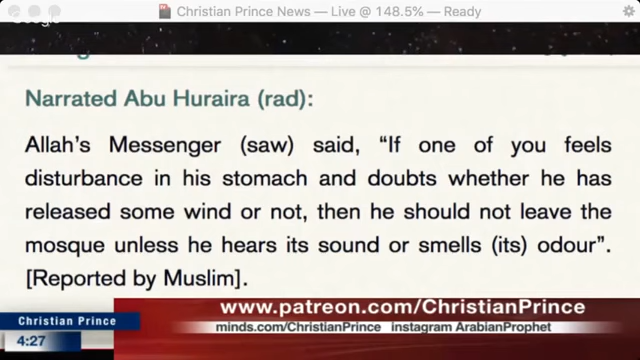 Christian Prince News — Live @ 148.5% — Ready
Google
Narrated Abu Huraira (rad):
Allah's Messenger (saw) said, “If one of you feels
disturbance in his stomach and doubts whether he has
released some wind or not, then he should not leave the
mosque unless he hears its sound or smells (its) odour”.
[Reported by Muslim].
www.patreon.com/ChristianPrince
Christian Prince
minds.com/ChristianPrince instagram ArabianProphet
4:27